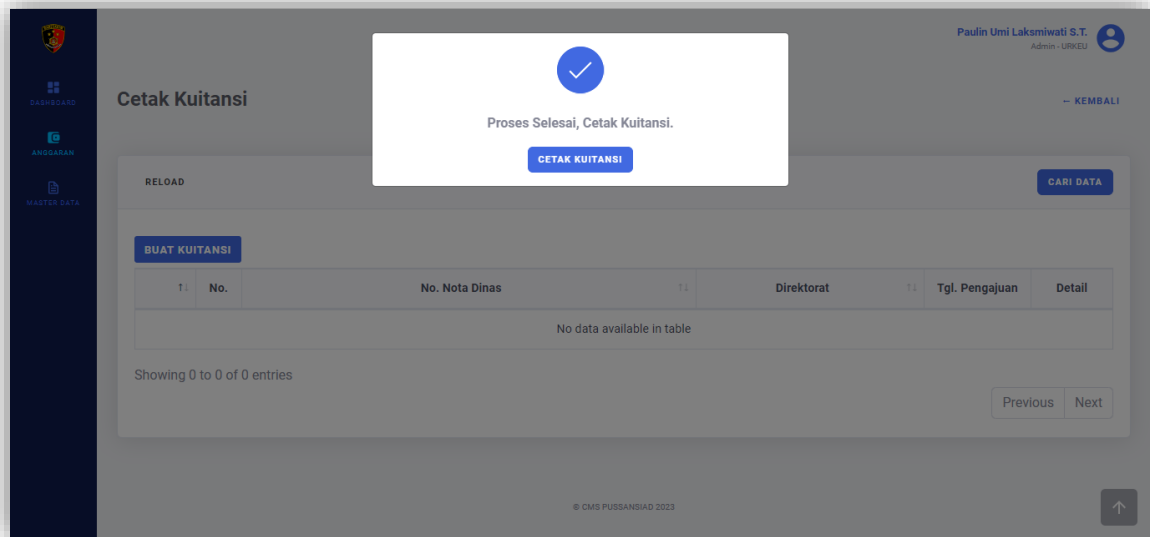 Paulin Umi Laksmiwati S.T.
Admin - URKEU
DASHBOARD
Cetak Kuitansi
← KEMBALI
Proses Selesai, Cetak Kuitansi.
CETAK KUITANSI
ANGGARAN
MASTER DATA
RELOAD
CARI DATA
BUAT KUITANSI
No. No. Nota Dinas Direktorat Tgl. Pengajuan Detail
No data available in table
Showing 0 to 0 of 0 entries
Previous Next
© CMS PUSSANSIAD 2023